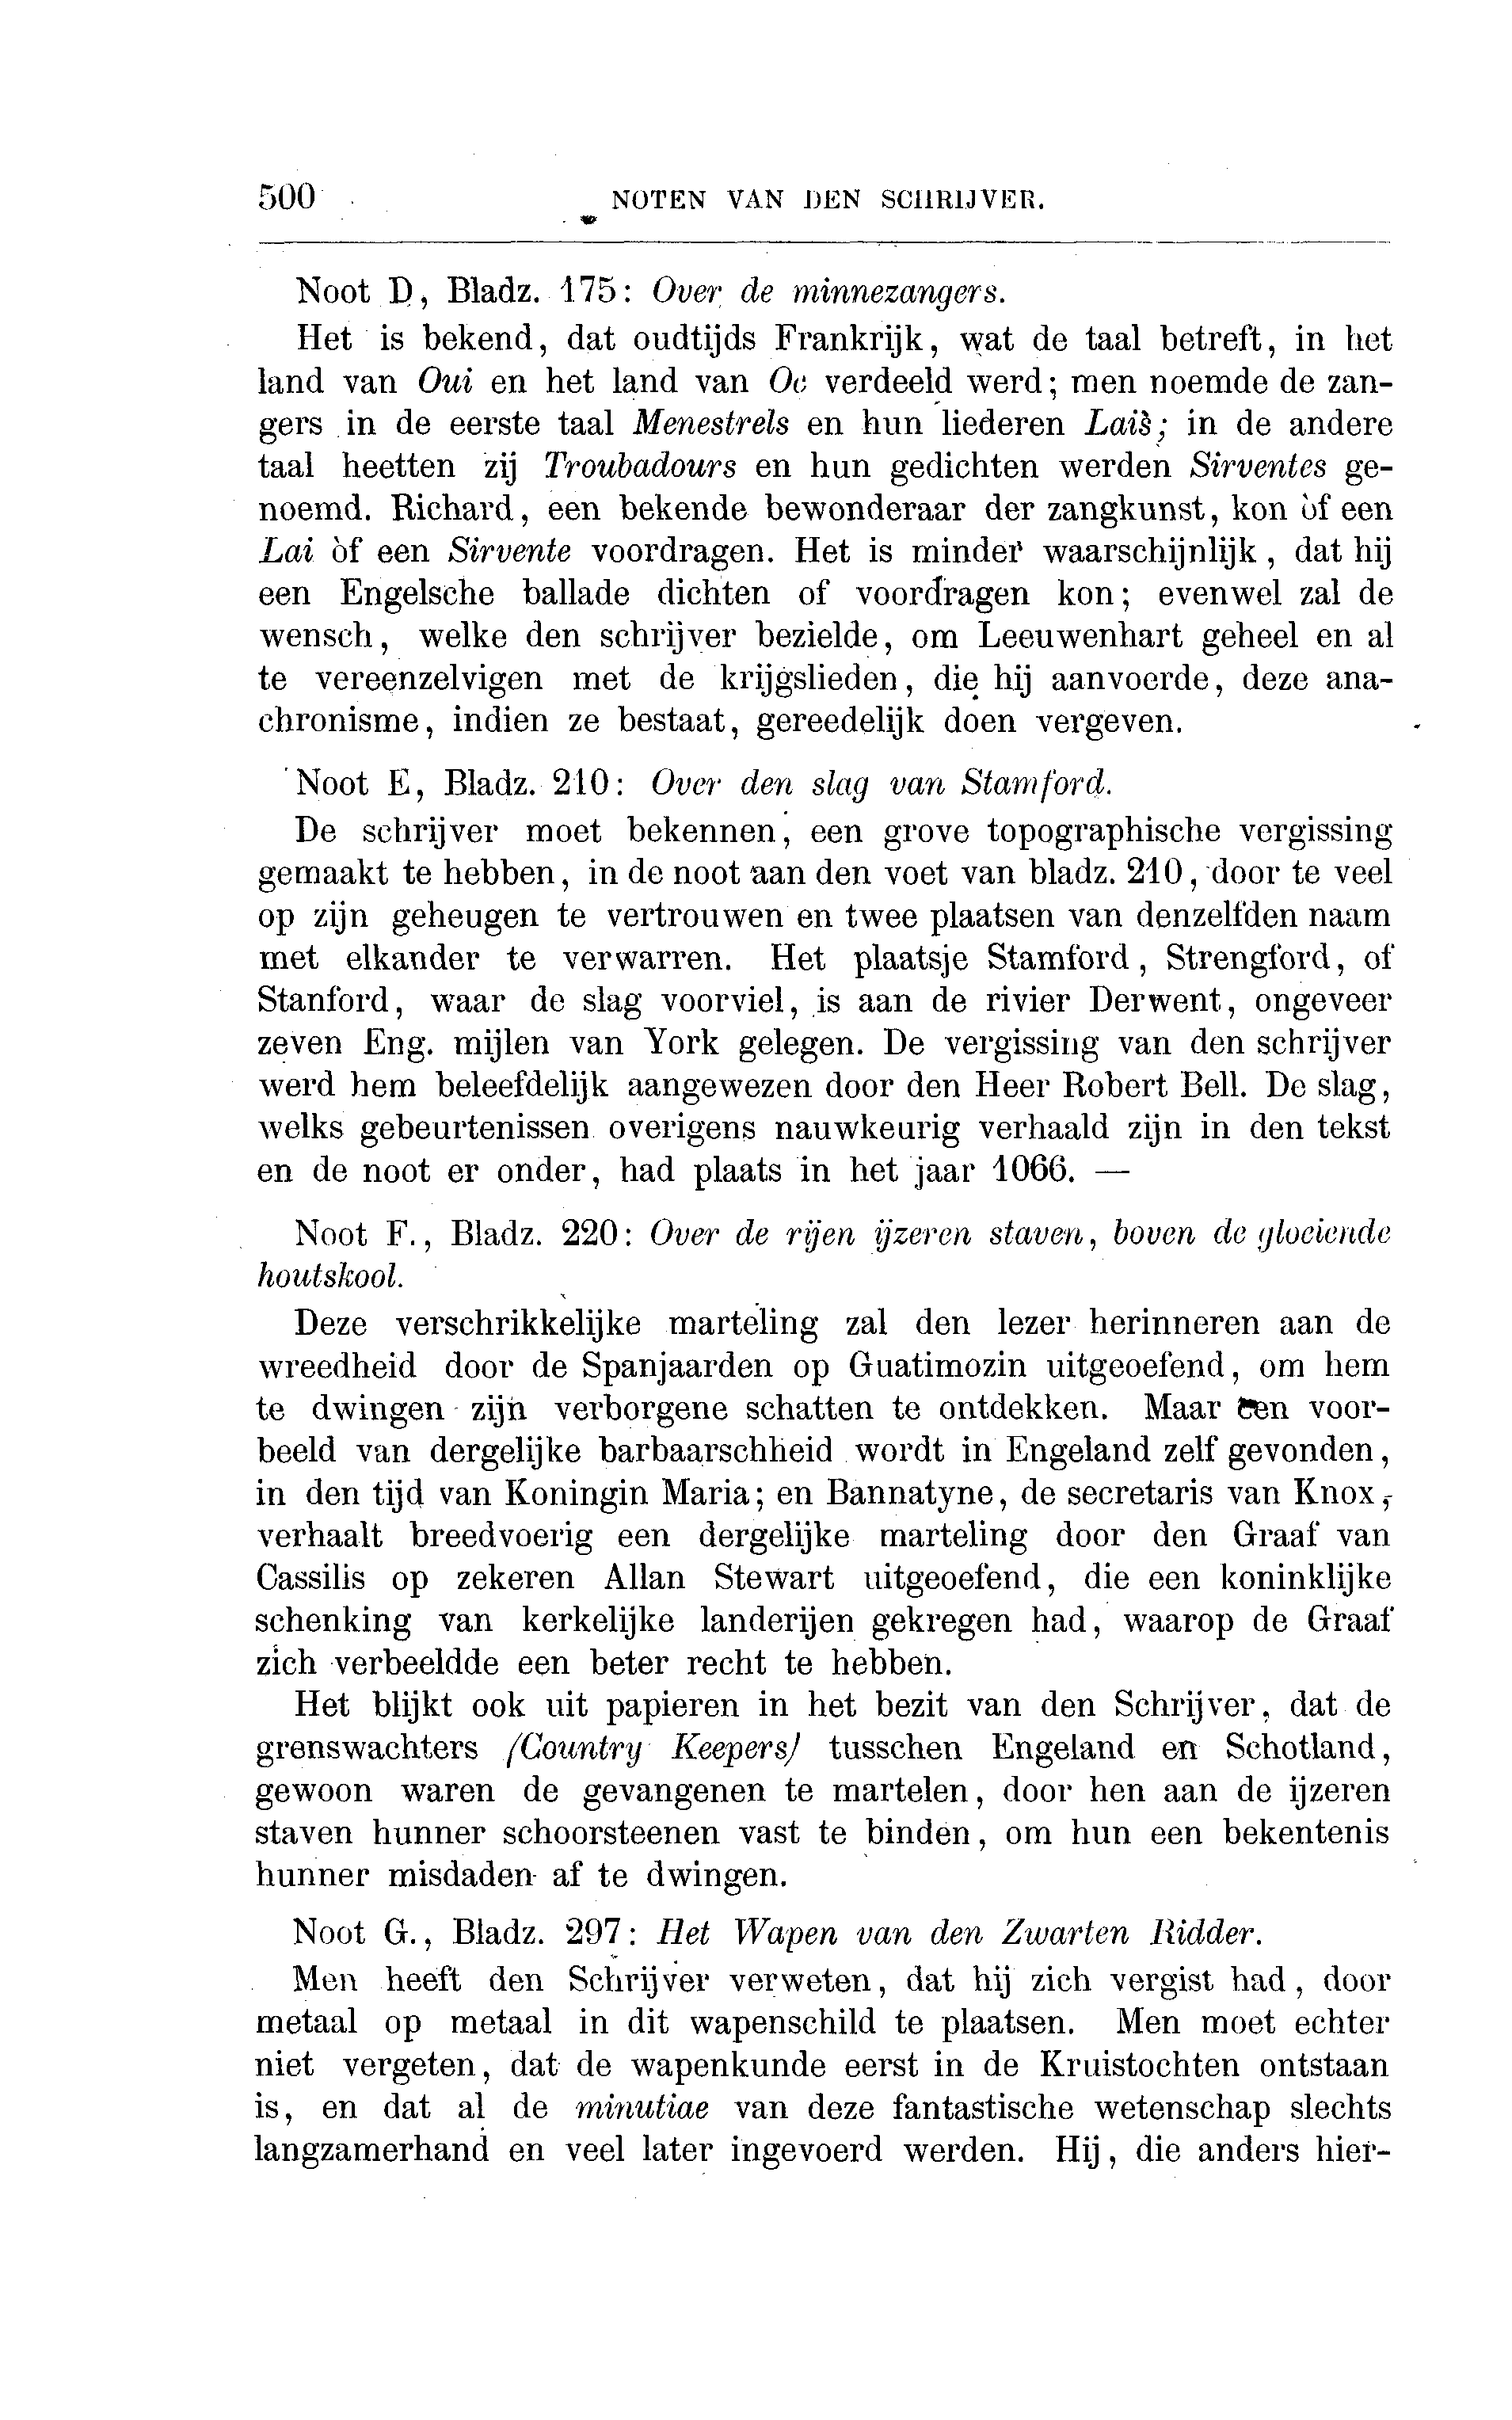 500 NOTEN VAN DEN SCHRIJVER.
Noot D, Bladz. 175: Over de minnezangers.
Het is bekend, dat oudtijds Frankrijk, wat de taal betreft, in het
land van Oui en het land van Oc verdeeld werd; men noemde de zan-
gers in de eerste taal Menestrels en hun liederen Lais; in de andere
taal heetten zij Troubadours en hun gedichten werden Sirventes ge-
noemd. Richard, een bekende bewonderaar der zangkunst, kon òf een
Lai òf een Sirvente voordragen. Het is minder waarschijnlijk, dat hij
een Engelsche ballade dichten of voordragen kon; evenwel zal de
wensch, welke den schrijver bezielde, om Leeuwenhart geheel en al
te vereenzelvigen met de krijgslieden, die hij aanvoerde, deze ana-
chronisme, indien ze bestaat, gereedelijk doen vergeven.
Noot E, Bladz. 210: Over den slag van Stamford.
De schrijver moet bekennen, een grove topographische vergissing
gemaakt te hebben, in de noot aan den voet van bladz. 210, door te veel
op zijn geheugen te vertrouwen en twee plaatsen van denzelfden naam
met elkander te verwarren. Het plaatsje Stamford, Strengford, of
Stanford, waar de slag voorviel, is aan de rivier Derwent, ongeveer
zeven Eng. mijlen van York gelegen. De vergissing van den schrijver
werd hem beleefdelijk aangewezen door den Heer Robert Bell. De slag,
welks gebeurtenissen overigens nauwkeurig verhaald zijn in den tekst
en de noot er onder, had plaats in het jaar 1066. —
Noot F., Bladz. 220: Over de rijen ijzeren staven, boven de gloeiende
houtskool.
Deze verschrikkelijke marteling zal den lezer herinneren aan de
wreedheid door de Spanjaarden op Guatimozin uitgeoefend, om hem
te dwingen zijn verborgene schatten te ontdekken. Maar een voor-
beeld van dergelijke barbaarschheid wordt in Engeland zelf gevonden,
in den tijd van Koningin Maria; en Bannatyne, de secretaris van Knox,
verhaalt breedvoerig een dergelijke marteling door den Graaf van
Cassilis op zekeren Allan Stewart uitgeoefend, die een koninklijke
schenking van kerkelijke landerijen gekregen had, waarop de Graaf
zich verbeeldde een beter recht te hebben.
Het blijkt ook uit papieren in het bezit van den Schrijver, dat de
grenswachters (Country Keepers) tusschen Engeland en Schotland,
gewoon waren de gevangenen te martelen, door hen aan de ijzeren
staven hunner schoorsteenen vast te binden, om hun een bekentenis
hunner misdaden af te dwingen.
Noot G., Bladz. 297: Het Wapen van den Zwarten Ridder.
Men heeft den Schrijver verweten, dat hij zich vergist had, door
metaal op metaal in dit wapenschild te plaatsen. Men moet echter
niet vergeten, dat de wapenkunde eerst in de Kruistochten ontstaan
is, en dat al de minutiae van deze fantastische wetenschap slechts
langzamerhand en veel later ingevoerd werden. Hij, die anders hier-